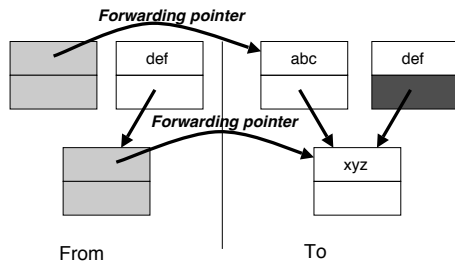 Forwarding pointer
def
abc
def
Forwarding pointer
xyz
From
To